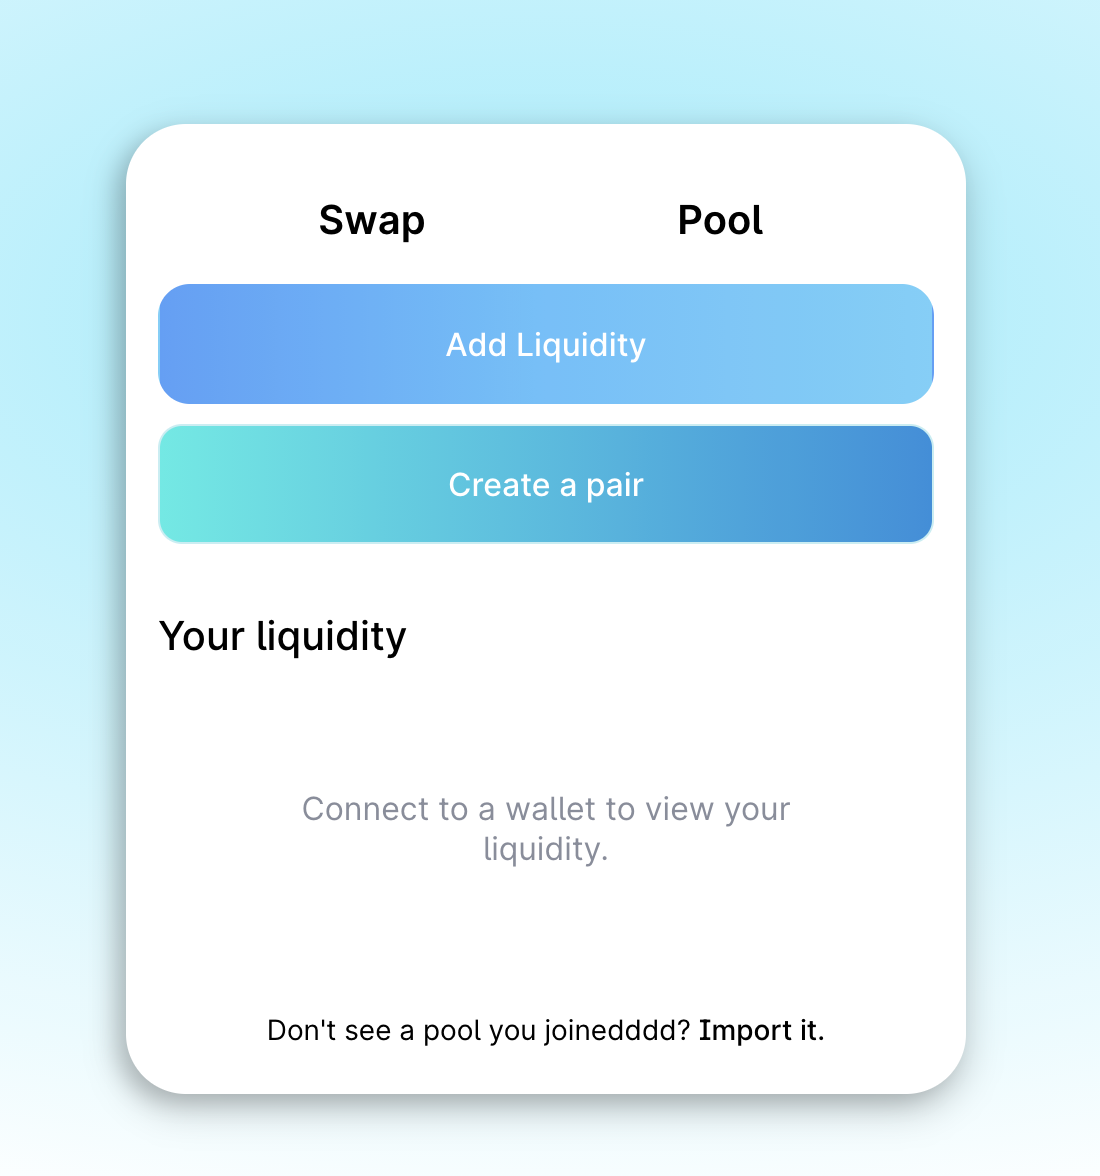 Swap Pool
Add Liquidity
Create a pair
Your liquidity
Connect to a wallet to view your
liquidity.
Don't see a pool you joinedddd? Import it.